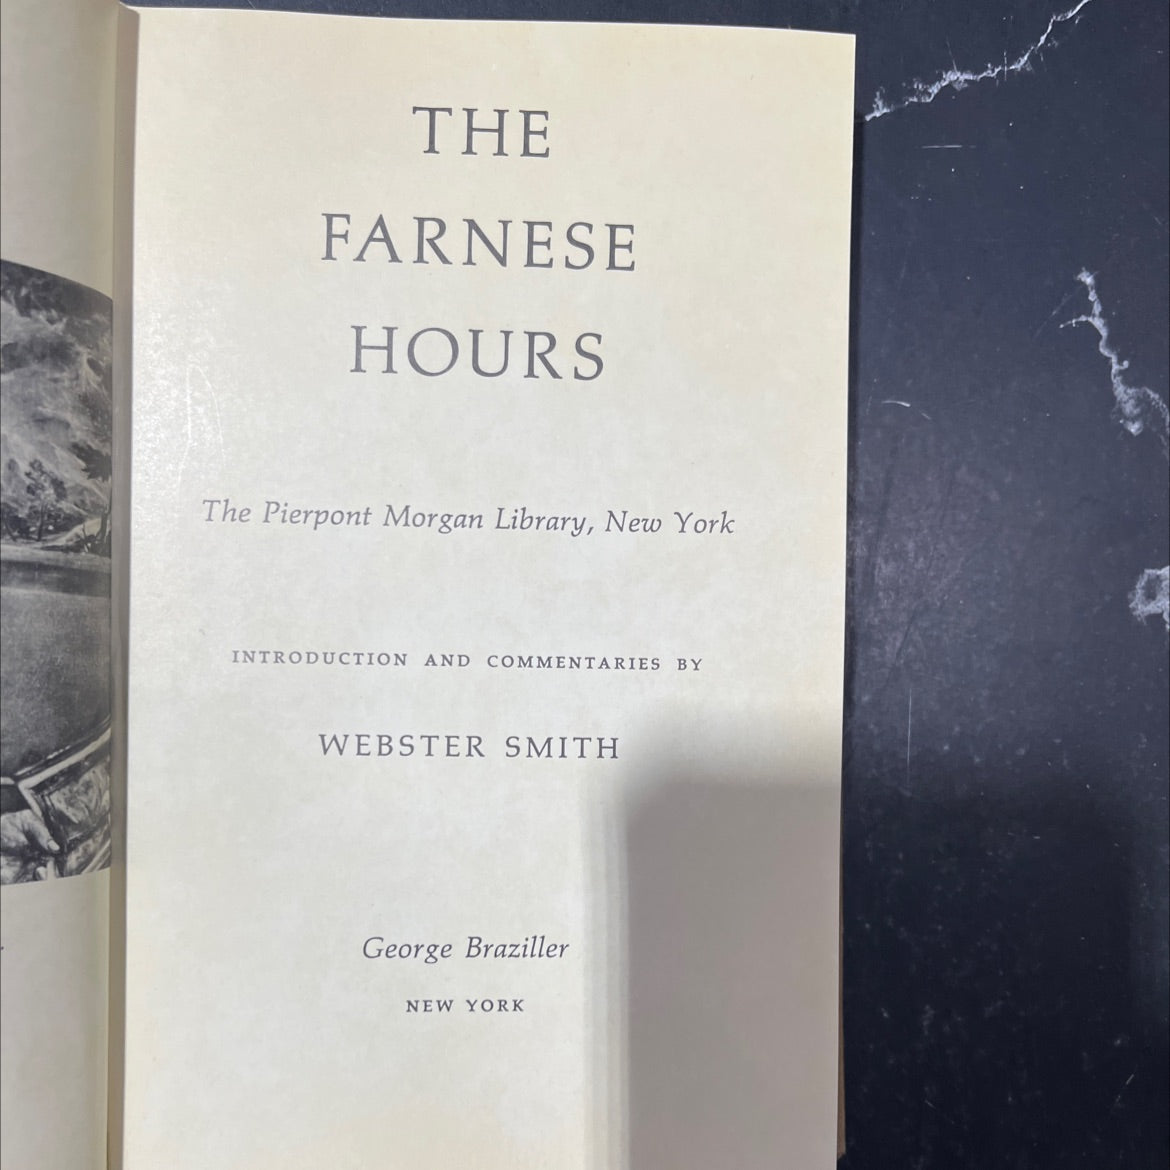 THE
FARNESE
HOURS
The Pierpont Morgan Library, New York
INTRODUCTION AND COMMENTARIES BY
WEBSTER SMITH
George Braziller
NEW YORK